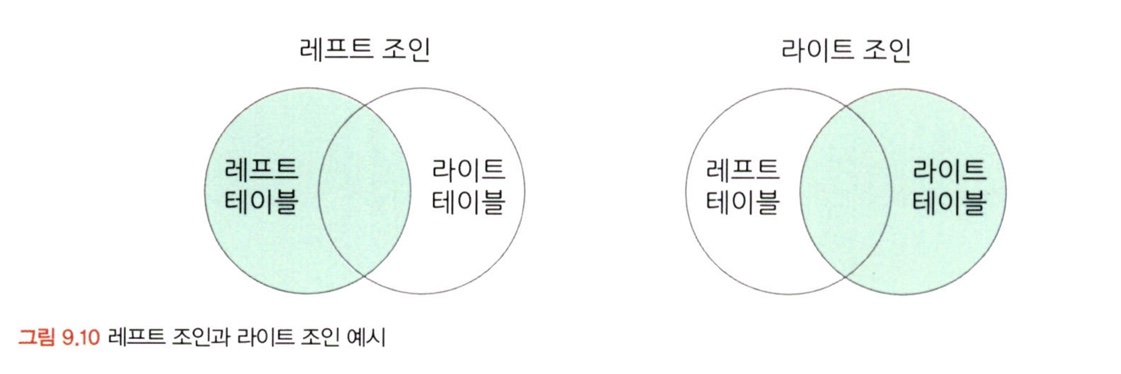 레프트 조인
라이트 조인
레프트
테이블
라이트
테이블
레프트
테이블
라이트
테이블
그림 9.10 레프트 조인과 라이트 조인 예시